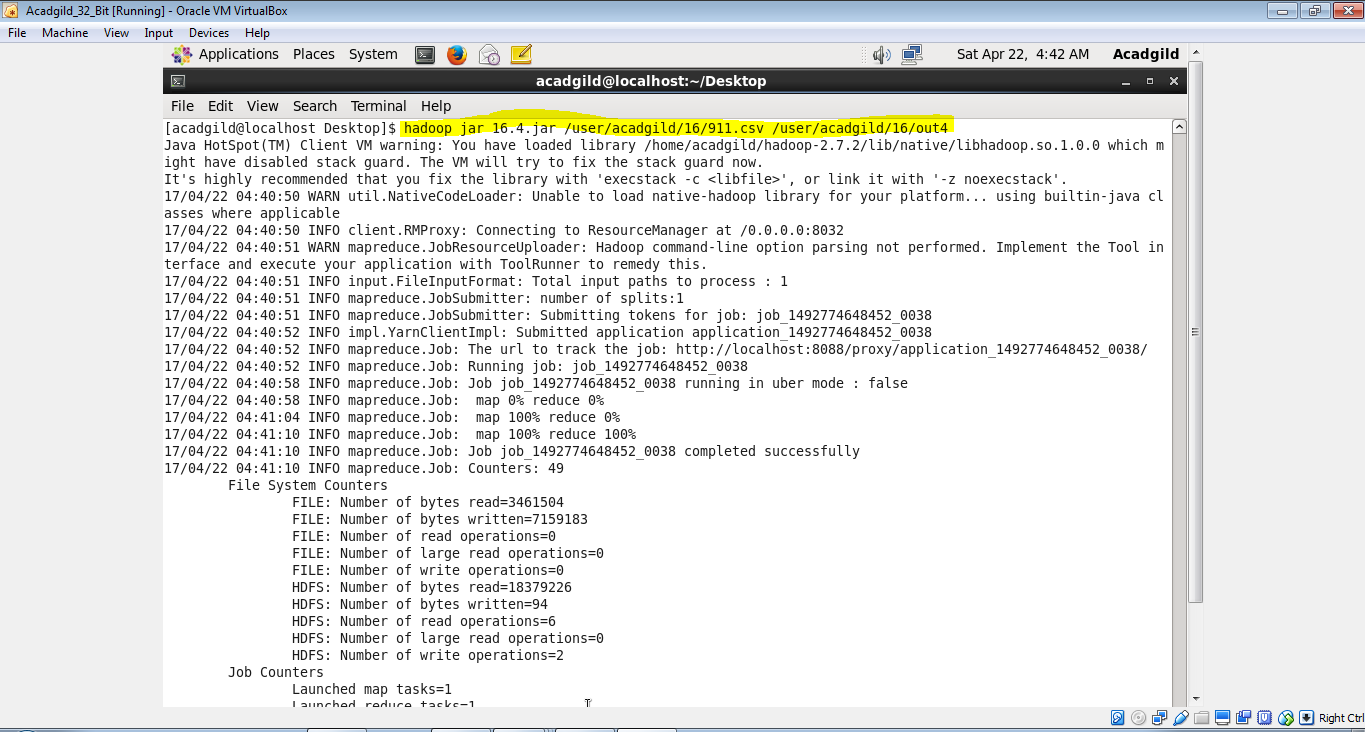 Acadgild_32_Bit [Running] - Oracle VM VirtualBox
File Machine View Input Devices Help
Applications Places System Sat Apr 22, 4:42 AM Acadgild
acadgild@localhost:~/Desktop
File Edit View Search Terminal Help
[acadgild@localhost Desktop]$ hadoop jar 16.4.jar /user/acadgild/16/911.csv /user/acadgild/16/out4
Java HotSpot(TM) Client VM warning: You have loaded library /home/acadgild/hadoop-2.7.2/lib/native/libhadoop.so.1.0.0 which m
ight have disabled stack guard. The VM will try to fix the stack guard now.
It's highly recommended that you fix the library with 'execstack -c <libfile>', or link it with '-z noexecstack'.
17/04/22 04:40:50 WARN util.NativeCodeLoader: Unable to load native-hadoop library for your platform... using builtin-java cl
asses where applicable
17/04/22 04:40:50 INFO client.RMProxy: Connecting to ResourceManager at /0.0.0.0:8032
17/04/22 04:40:51 WARN mapreduce.JobResourceUploader: Hadoop command-line option parsing not performed. Implement the Tool in
terface and execute your application with ToolRunner to remedy this.
17/04/22 04:40:51 INFO input.FileInputFormat: Total input paths to process : 1
17/04/22 04:40:51 INFO mapreduce.JobSubmitter: number of splits:1
17/04/22 04:40:51 INFO mapreduce.JobSubmitter: Submitting tokens for job: job_1492774648452_0038
17/04/22 04:40:52 INFO impl.YarnClientImpl: Submitted application application_1492774648452_0038
17/04/22 04:40:52 INFO mapreduce.Job: The url to track the job: http://localhost:8088/proxy/application_1492774648452_0038/
17/04/22 04:40:52 INFO mapreduce.Job: Running job: job_1492774648452_0038
17/04/22 04:40:58 INFO mapreduce.Job: Job job_1492774648452_0038 running in uber mode : false
17/04/22 04:40:58 INFO mapreduce.Job:  map 0% reduce 0%
17/04/22 04:41:04 INFO mapreduce.Job:  map 100% reduce 0%
17/04/22 04:41:10 INFO mapreduce.Job:  map 100% reduce 100%
17/04/22 04:41:10 INFO mapreduce.Job: Job job_1492774648452_0038 completed successfully
17/04/22 04:41:10 INFO mapreduce.Job: Counters: 49
File System Counters
FILE: Number of bytes read=3461504
FILE: Number of bytes written=7159183
FILE: Number of read operations=0
FILE: Number of large read operations=0
FILE: Number of write operations=0
HDFS: Number of bytes read=18379226
HDFS: Number of bytes written=94
HDFS: Number of read operations=6
HDFS: Number of large read operations=0
HDFS: Number of write operations=2
Job Counters
Launched map tasks=1
Launched reduce tasks=1
Right Ctrl